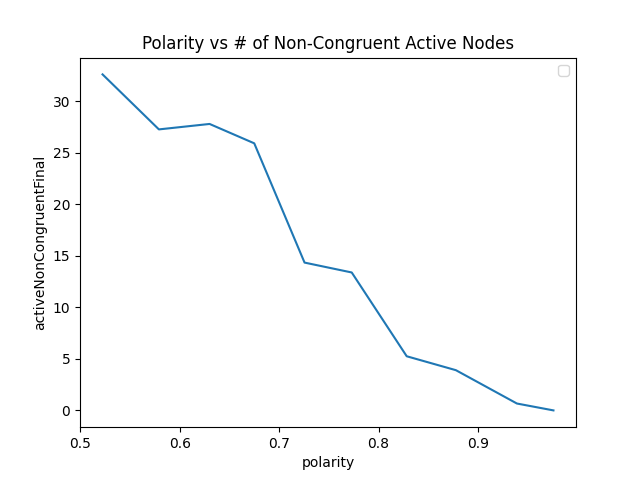 Polarity vs # of Non-Congruent Active Nodes
activeNonCongruentFinal
30
25
20
15
10
5
0
0.5 0.6 0.7 0.8 0.9
polarity